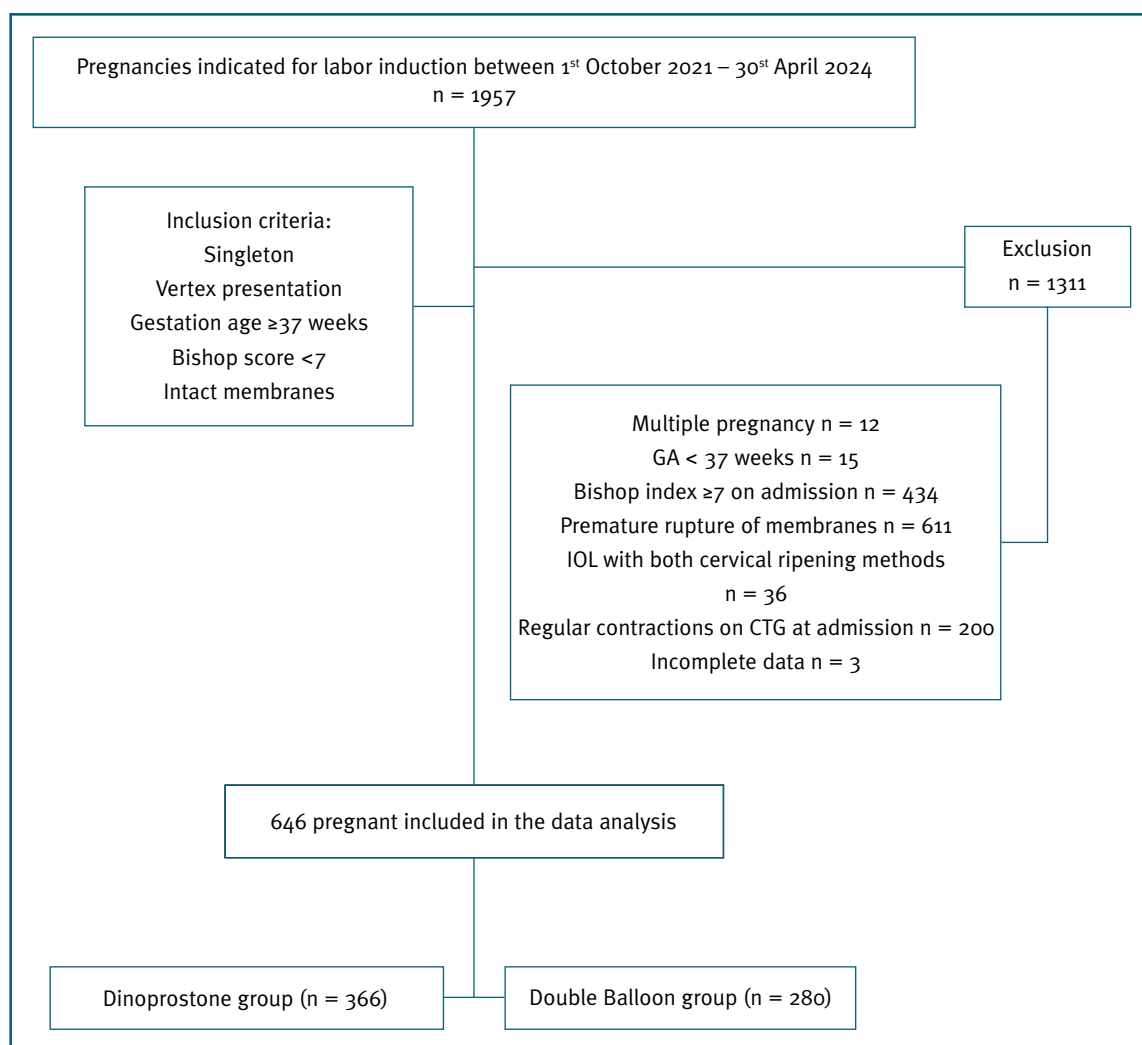 Pregnancies indicated for labor induction between 1st October 2021 – 30st April 2024
n = 1957
Inclusion criteria:
Singleton
Vertex presentation
Gestation age ≥37 weeks
Bishop score <7
Intact membranes
Exclusion
n = 1311
Multiple pregnancy n = 12
GA < 37 weeks n = 15
Bishop index ≥7 on admission n = 434
Premature rupture of membranes n = 611
IOL with both cervical ripening methods
n = 36
Regular contractions on CTG at admission n = 200
Incomplete data n = 3
646 pregnant included in the data analysis
Dinoprostone group (n = 366)
Double Balloon group (n = 280)